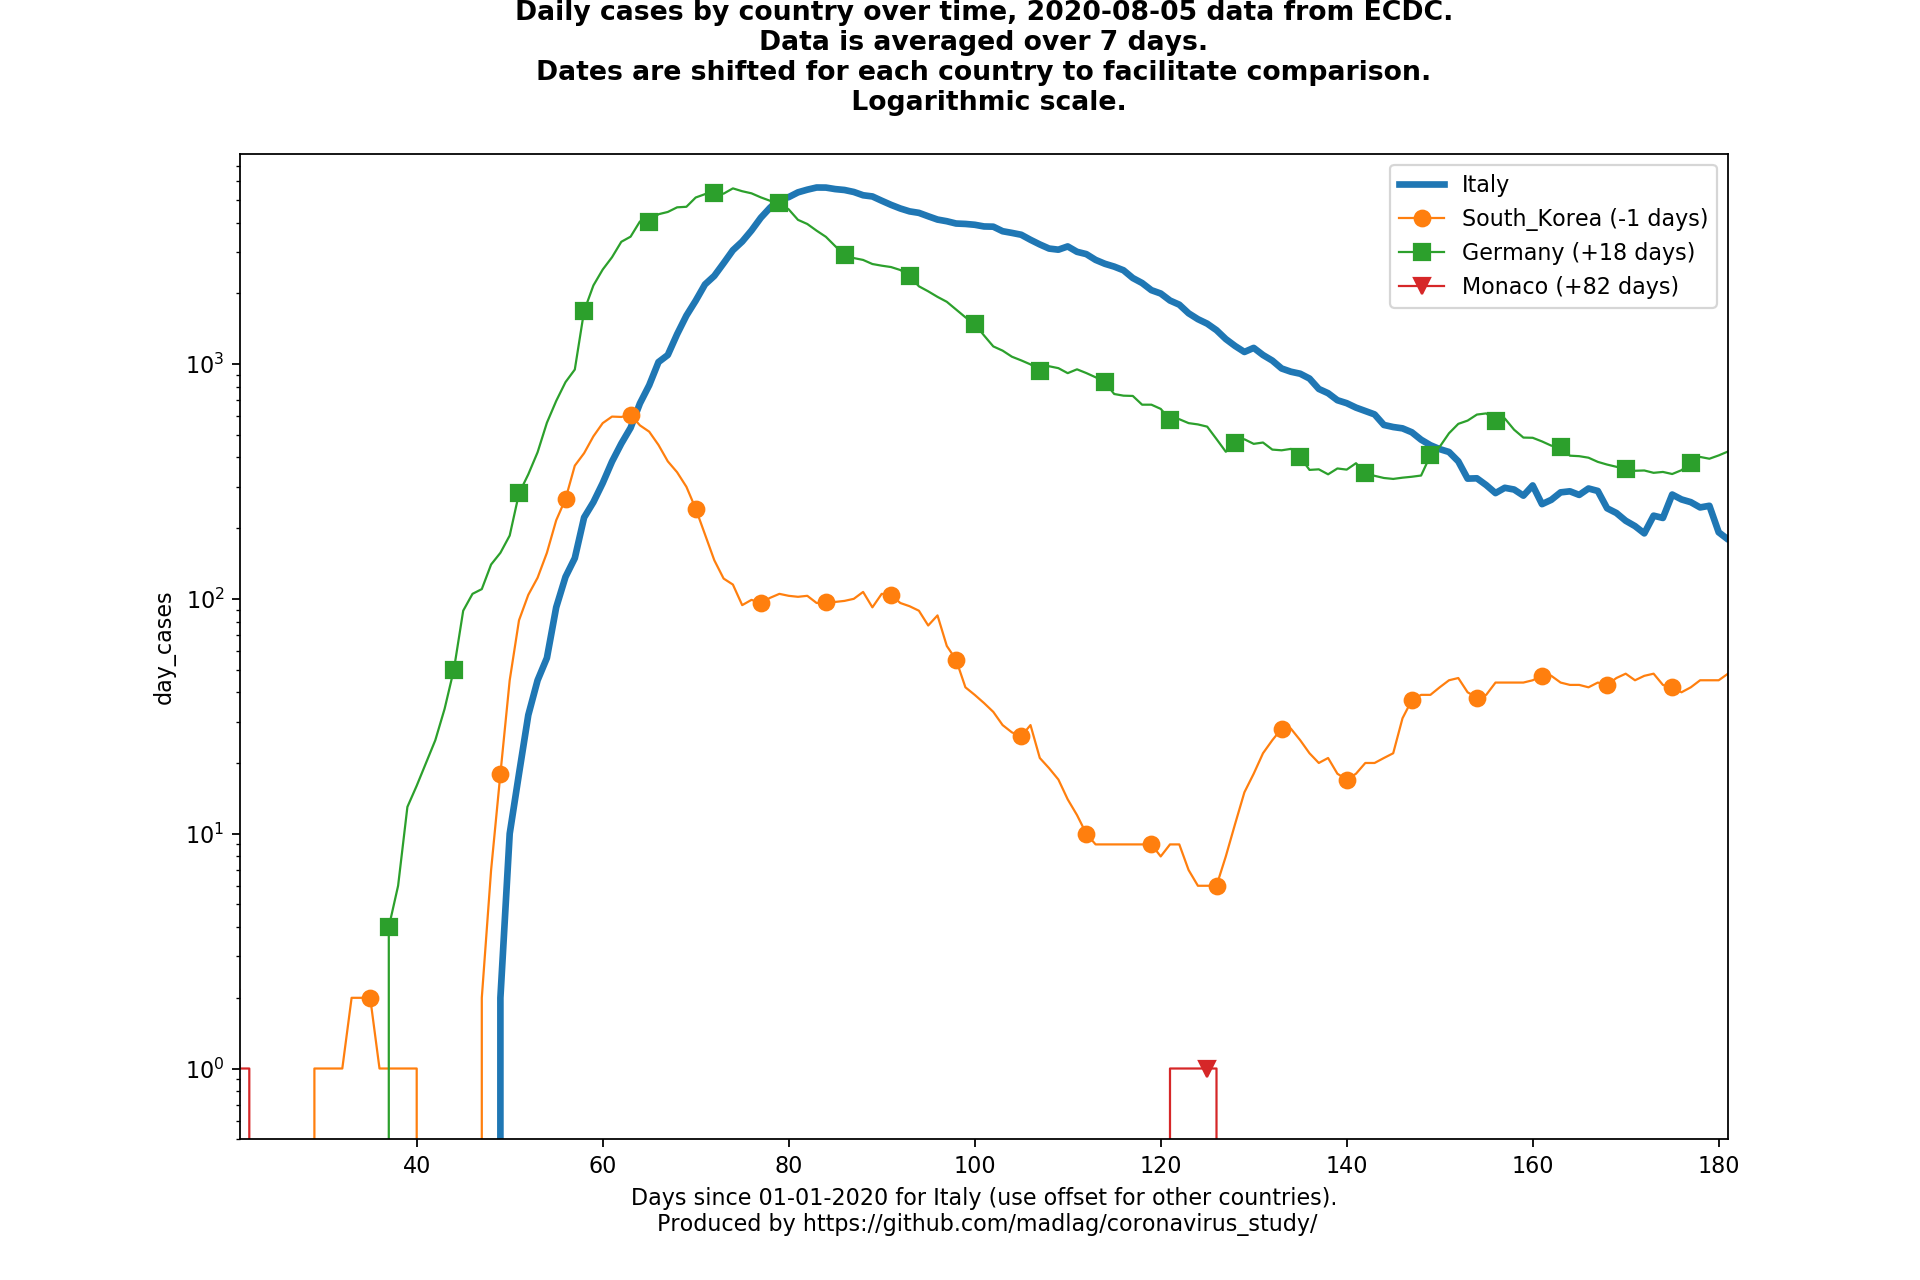 Daily cases by country over time, 2020-08-05 data from ECDC.
Data is averaged over 7 days.
Dates are shifted for each country to facilitate comparison.
Logarithmic scale.
Italy
South_Korea (-1 days)
Germany (+18 days)
Monaco (+82 days)
10³
10²
10¹
10⁰
day_cases
40 60 80 100 120 140 160 180
Days since 01-01-2020 for Italy (use offset for other countries).
Produced by https://github.com/madlag/coronavirus_study/